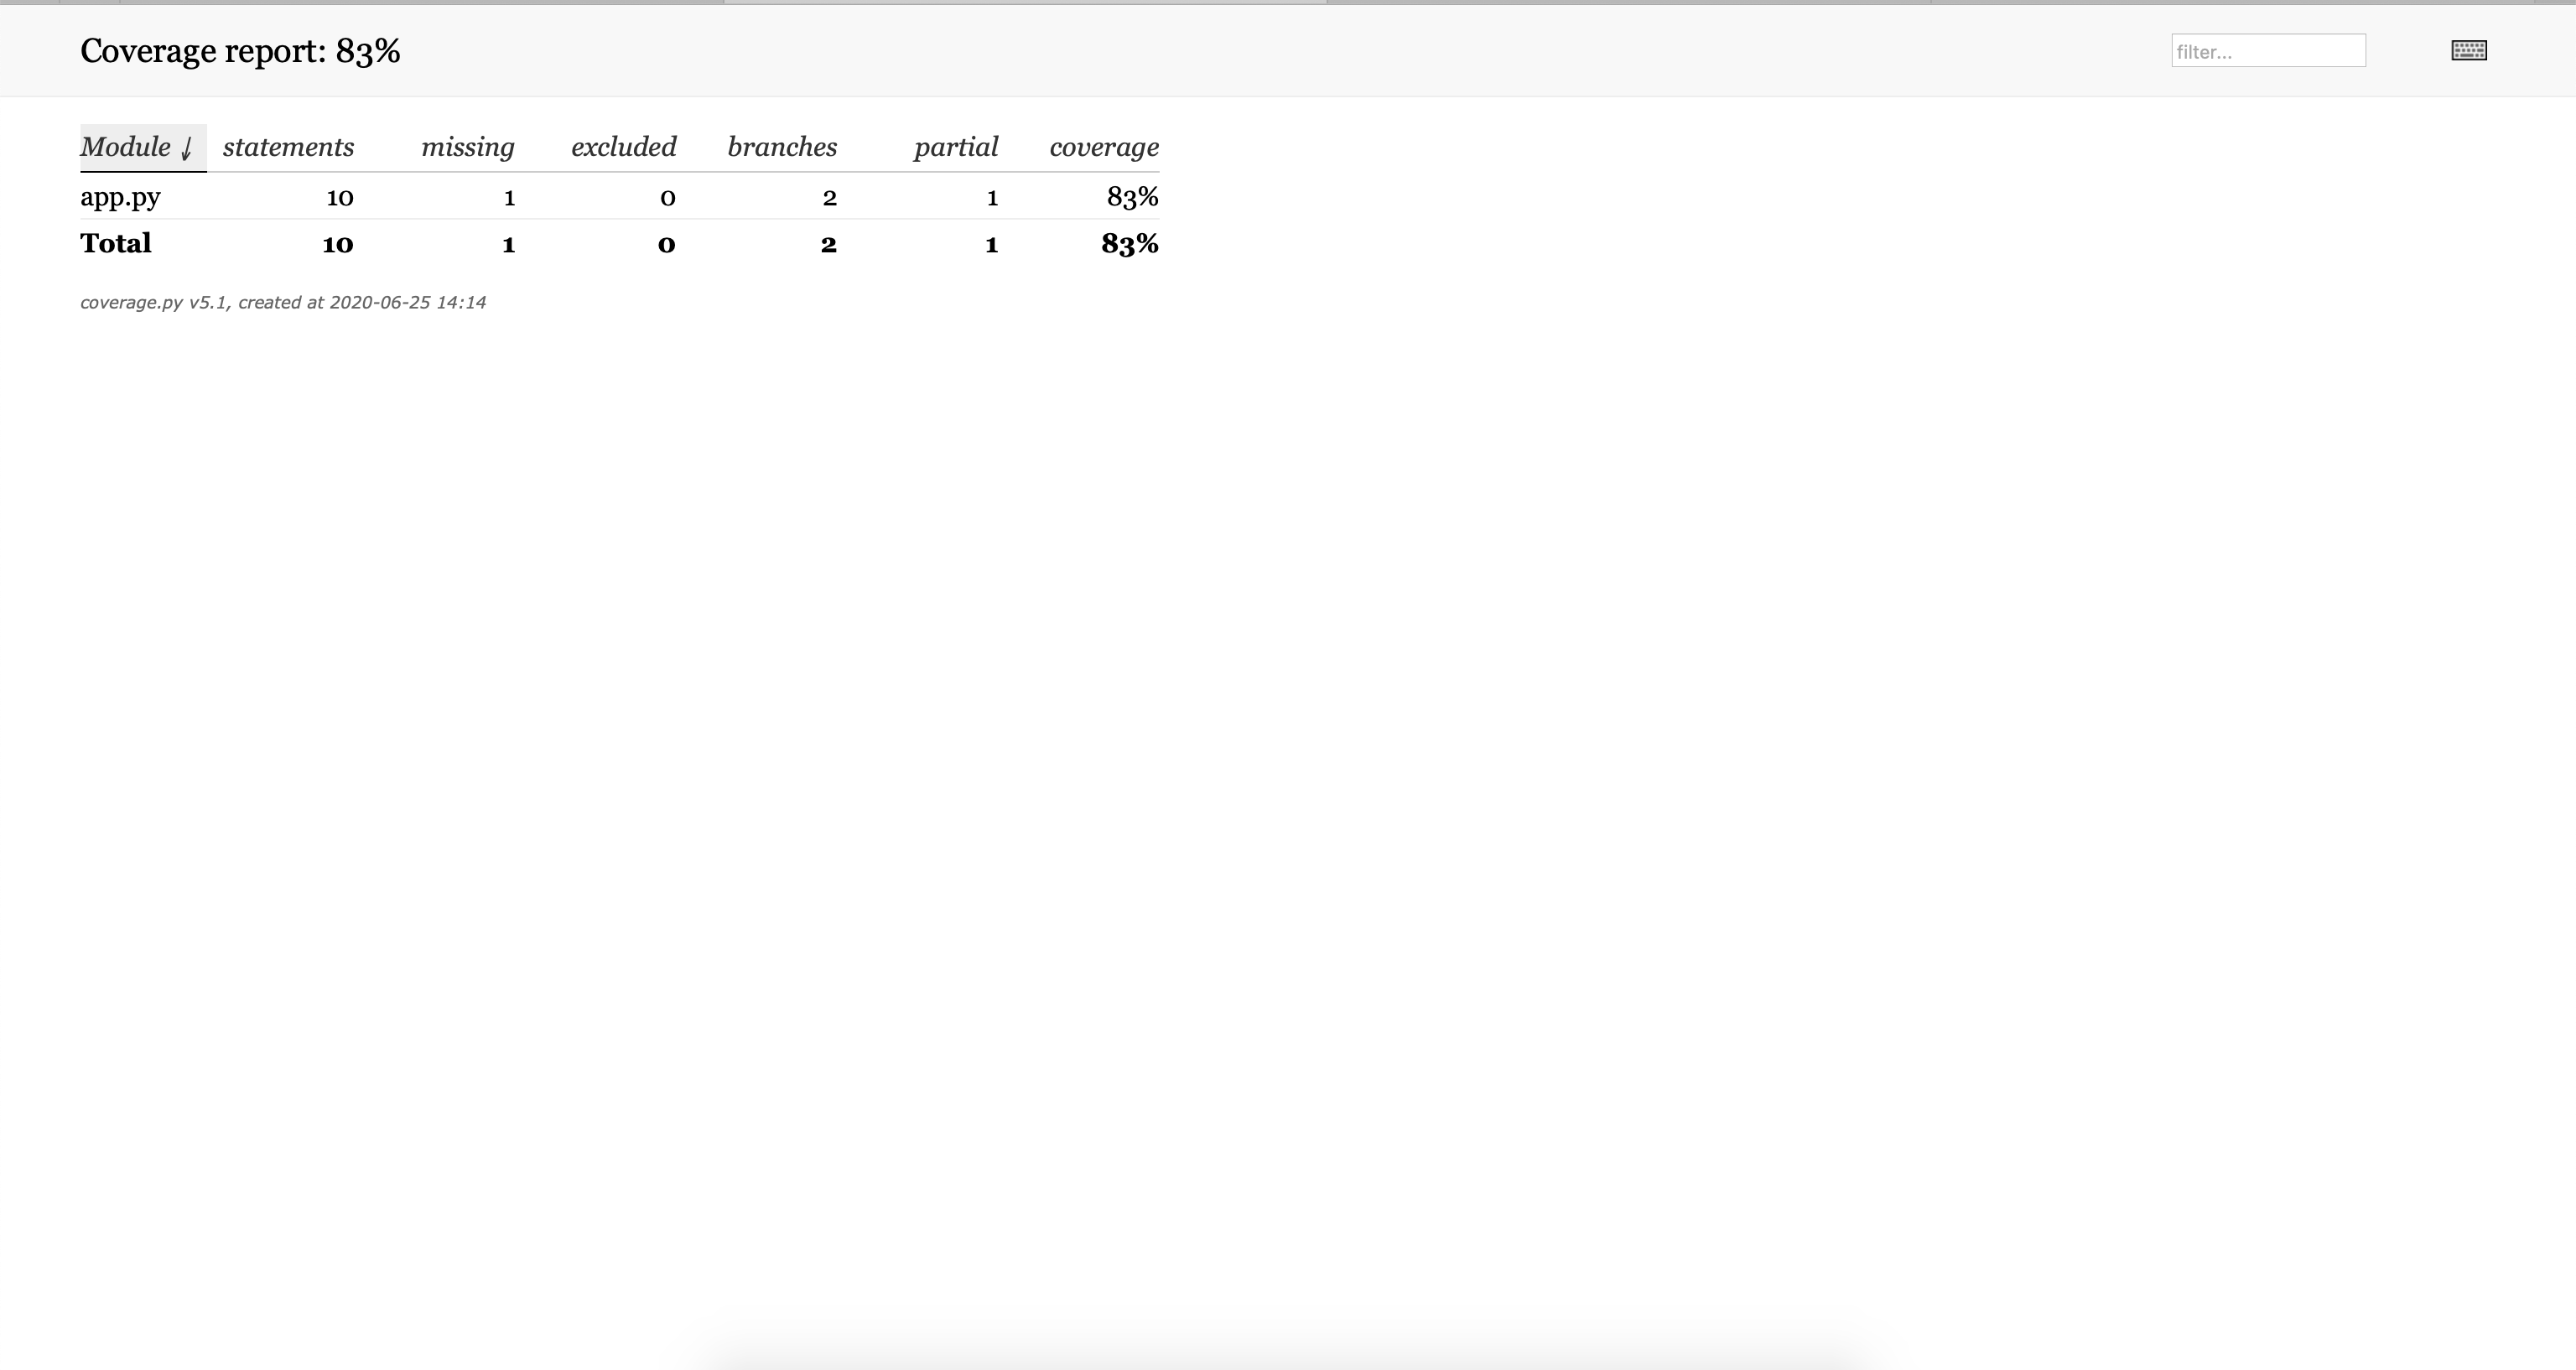 Coverage report: 83%
filter...
Module ↓ statements missing excluded branches partial coverage
app.py 10 1 0 2 1 83%
Total 10 1 0 2 1 83%
coverage.py v5.1, created at 2020-06-25 14:14